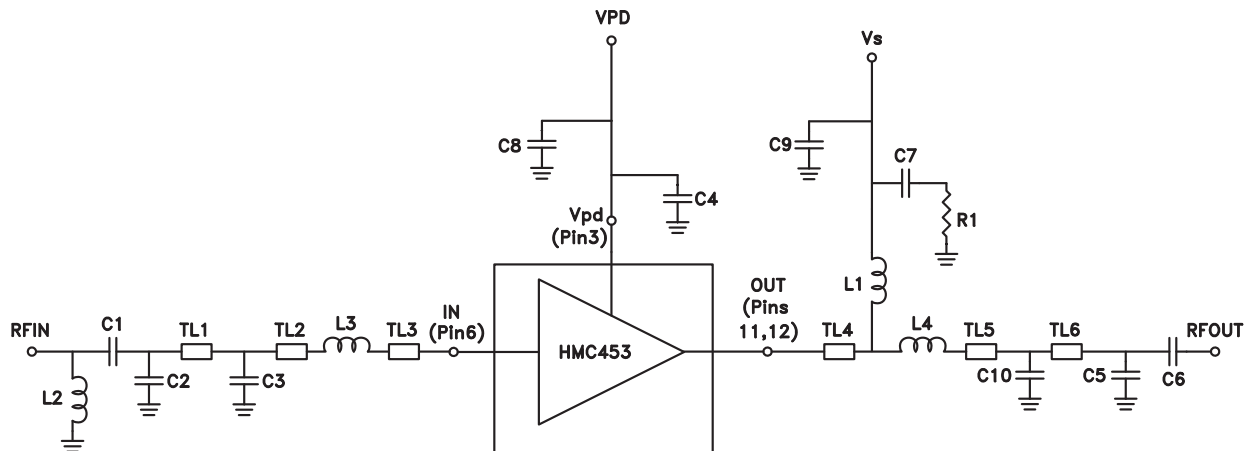 VPD
Vs
C8
C9
C7
C4
R1
Vpd
(Pin3)
L1
OUT
(Pins
11,12)
IN
(Pin6)
RFIN
C1
TL1
TL2
L3
TL3
HMC453
TL4
L4
TL5
TL6
RFOUT
L2
C2
C3
C10
C5
C6